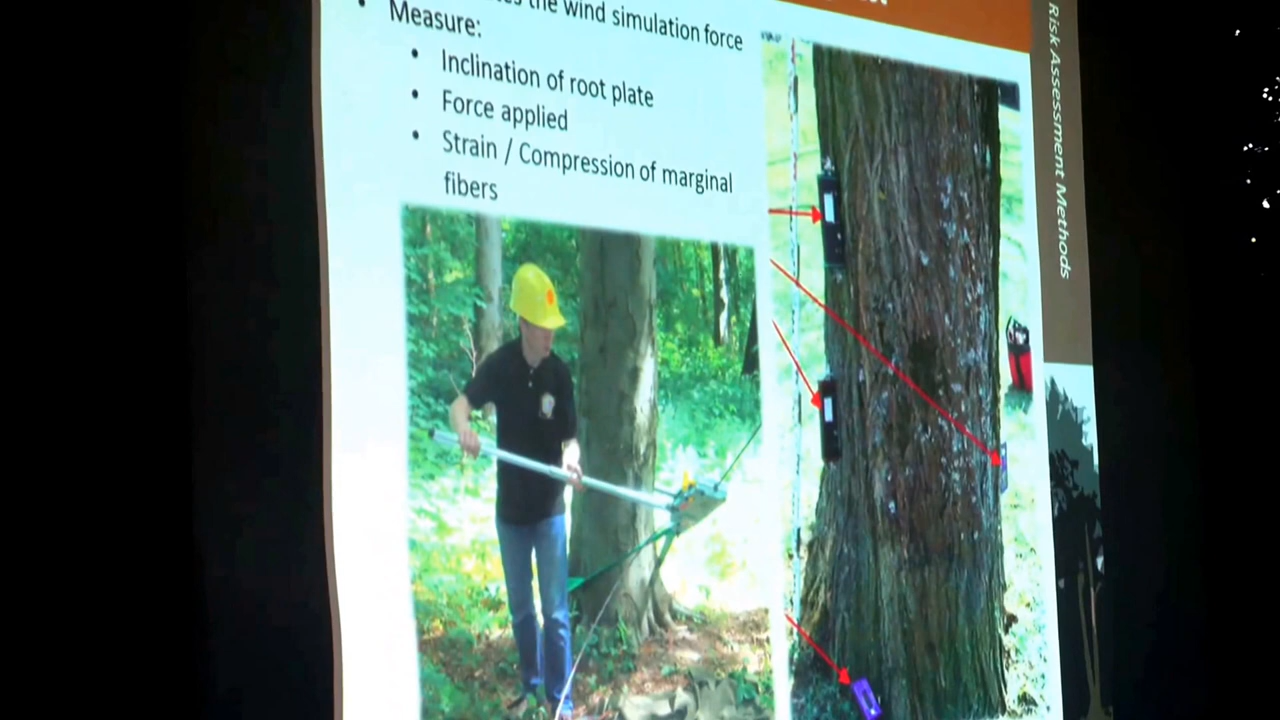 the wind simulation force
• Measure:
• Inclination of root plate
• Force applied
• Strain / Compression of marginal
fibers
Risk Assessment Methods